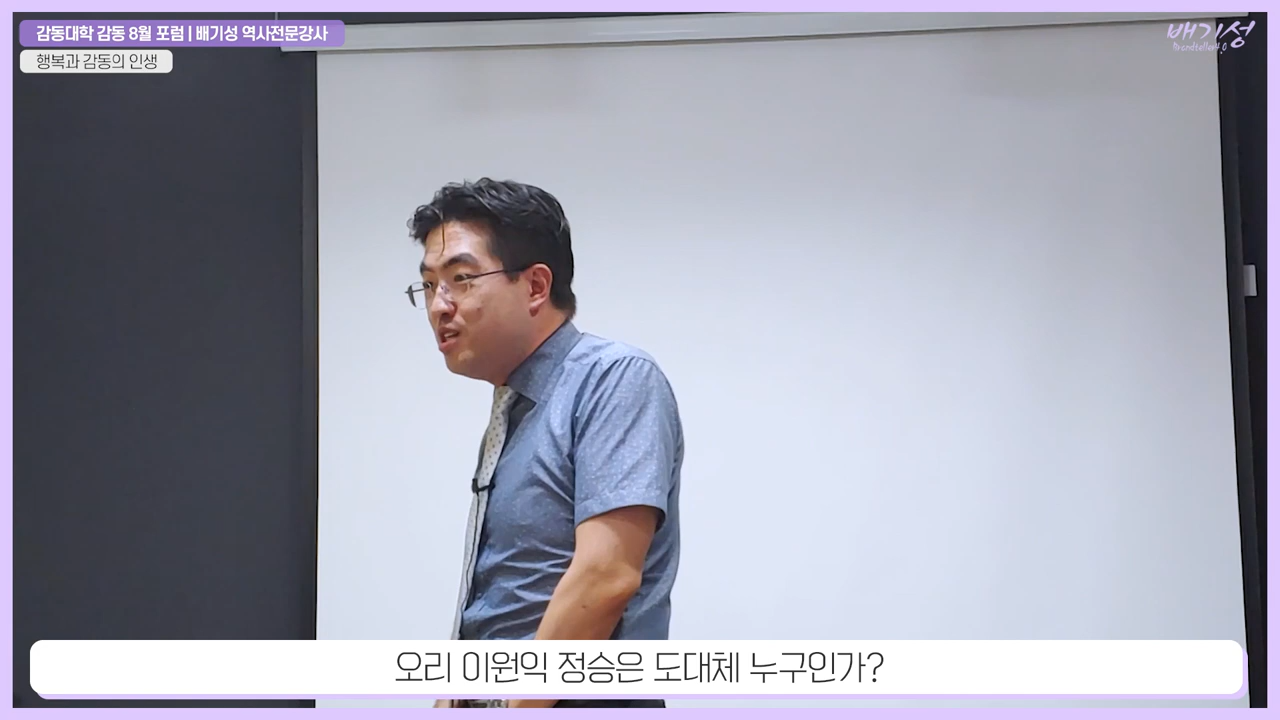 감동대학 감동 8월 포럼 | 배기성 역사전문강사
행복과 감동의 인생
배기성
Brandteller4.0
오리 이원익 정승은 도대체 누구인가?